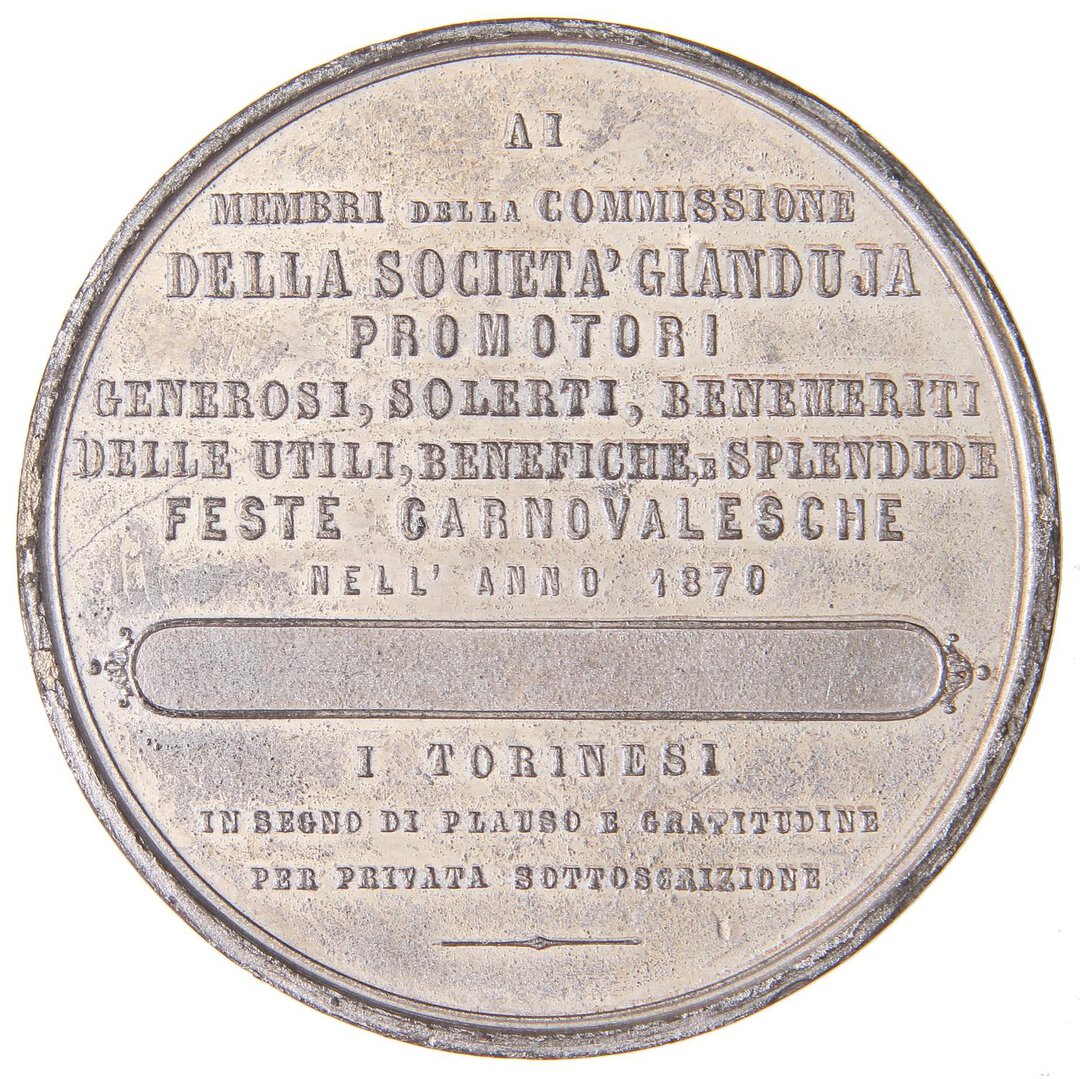 AI
MEMBRI DELLA COMMISSIONE
DELLA SOCIETA' GIANDUJA
PROMOTORI
GENEROSI, SOLERTI, BENEMERITI
DELLE UTILI, BENEFICHE, E SPLENDIDE
FESTE CARNOVALESCHE
NELL' ANNO 1870
I TORINESI
IN SEGNO DI PLAUSO E GRATITUDINE
PER PRIVATA SOTTOSCRIZIONE